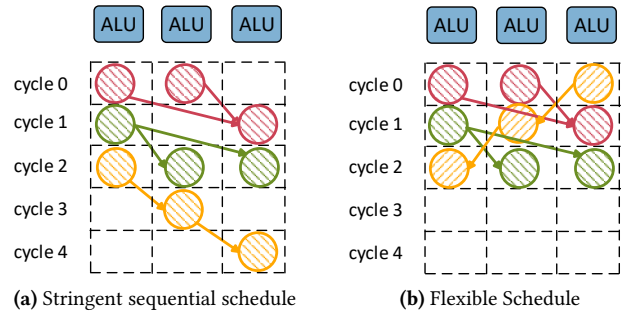 ALU ALU ALU ALU ALU ALU
cycle 0 cycle 0
cycle 1 cycle 1
cycle 2 cycle 2
cycle 3 cycle 3
cycle 4 cycle 4
(a) Stringent sequential schedule (b) Flexible Schedule